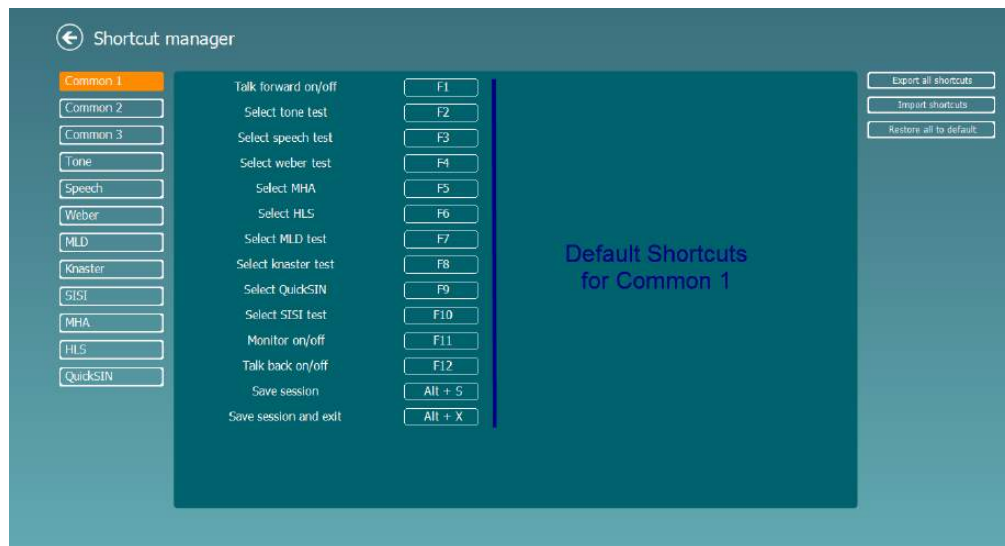 Shortcut manager
Common 1
Common 2
Common 3
Tone
Speech
Weber
MLD
Knaster
SISI
MHA
HLS
QuickSIN
Talk forward on/off F1
Select tone test F2
Select speech test F3
Select weber test F4
Select MHA F5
Select HLS F6
Select MLD test F7
Select knaster test F8
Select QuickSIN F9
Select SISI test F10
Monitor on/off F11
Talk back on/off F12
Save session Alt + S
Save session and exit Alt + X
Default Shortcuts
for Common 1
Export all shortcuts
Import shortcuts
Restore all to default